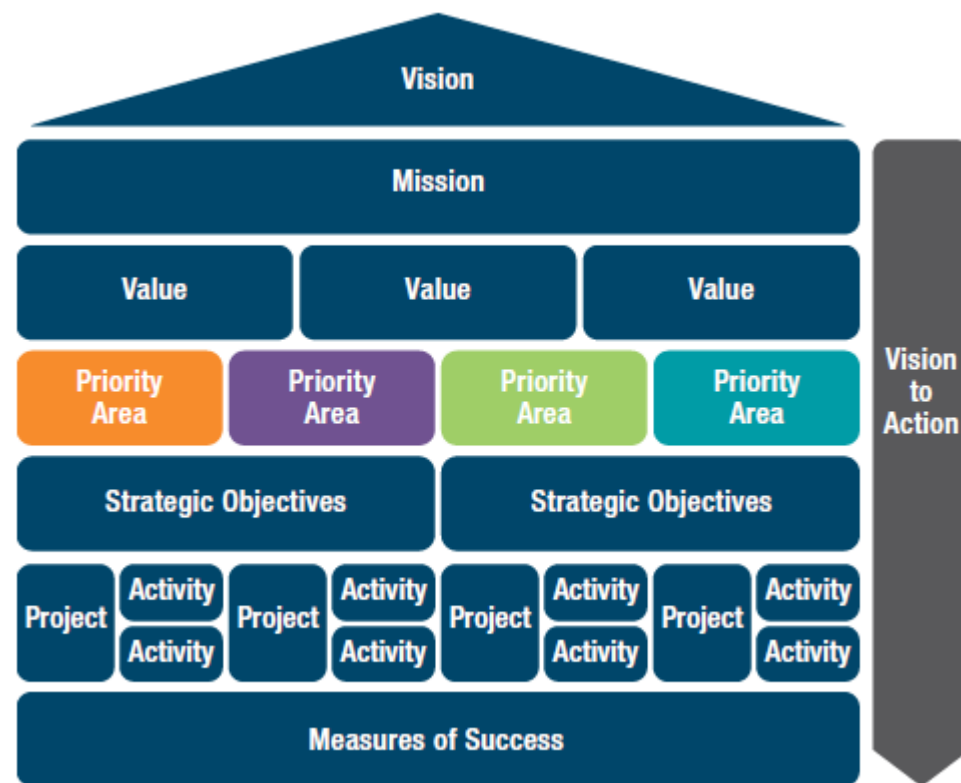 Vision
Mission
Value
Value
Value
Priority
Area
Priority
Area
Priority
Area
Priority
Area
Vision
to
Action
Strategic Objectives
Strategic Objectives
Project
Activity
Activity
Project
Activity
Activity
Project
Activity
Activity
Project
Activity
Activity
Measures of Success